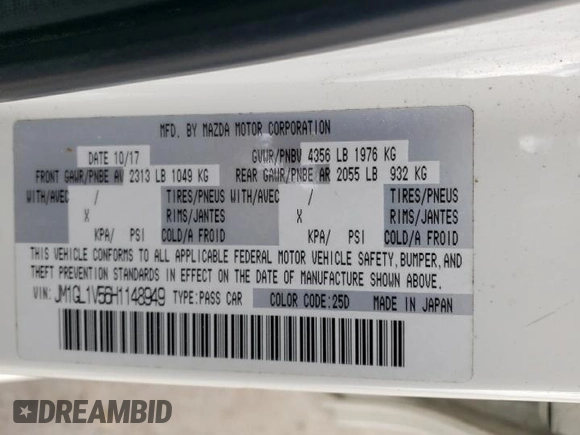 MFD. BY MAZDA MOTOR CORPORATION
DATE 10/17 GVWR/PNBV 4356 LB 1976 KG
FRONT GAWR/PNBE AV 2313 LB 1049 KG REAR GAWR/PNBE AR 2055 LB 932 KG
WITH/AVEC / TIRES/PNEUS WITH/AVEC / TIRES/PNEUS
X RIMS/JANTES X RIMS/JANTES
KPA/ PSI COLD/A FROID KPA/ PSI COLD/A FROID
THIS VEHICLE CONFORMS TO ALL APPLICABLE FEDERAL MOTOR VEHICLE SAFETY, BUMPER, AND
THEFT PREVENTION STANDARDS IN EFFECT ON THE DATE OF MANUFACTURE SHOWN ABOVE.
VIN: JM1GL1V56H1148949 TYPE:PASS CAR COLOR CODE:25D MADE IN JAPAN
DREAMBID